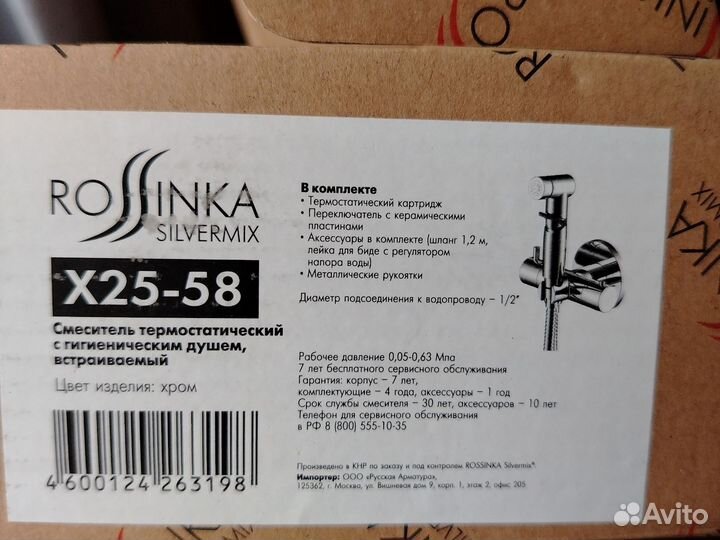 ROSSINKA
SILVERMIX
X25-58
Смеситель термостатический
с гигиеническим душем,
встраиваемый
Цвет изделия: хром
4 600124 263198
В комплекте
• Термостатический картридж
• Переключатель с керамическими
пластинами
• Аксессуары в комплекте (шланг 1,2 м,
лейка для биде с регулятором
напора воды)
• Металлические рукоятки
Диаметр подсоединения к водопроводу – 1/2"
Рабочее давление 0,05-0,63 Мпа
7 лет бесплатного сервисного обслуживания
Гарантия: корпус – 7 лет,
комплектующие – 4 года, аксессуары – 1 год
Срок службы смесителя – 30 лет, аксессуаров – 10 лет
Телефон для сервисного обслуживания
в РФ 8 (800) 555-10-35
Произведено в КНР по заказу и под контролем ROSSINKA Silvermix®.
Импортер: ООО «Русская Арматура»,
125362, г. Москва, ул. Вишневая дом 9, корп. 1, этаж 2, офис 205
Avito